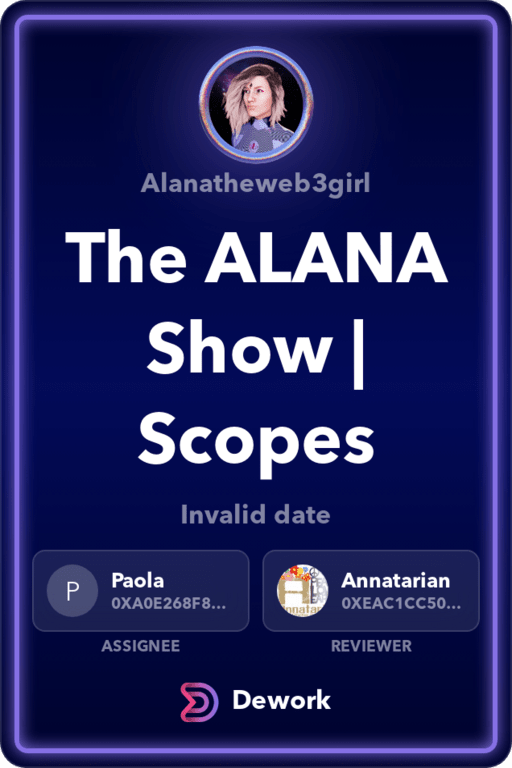 Alanatheweb3girl
The ALANA
Show |
Scopes
Invalid date
P
Paola
0XA0E268F8...
Annatarian
0XEAC1CC50...
ASSIGNEE
REVIEWER
Dework